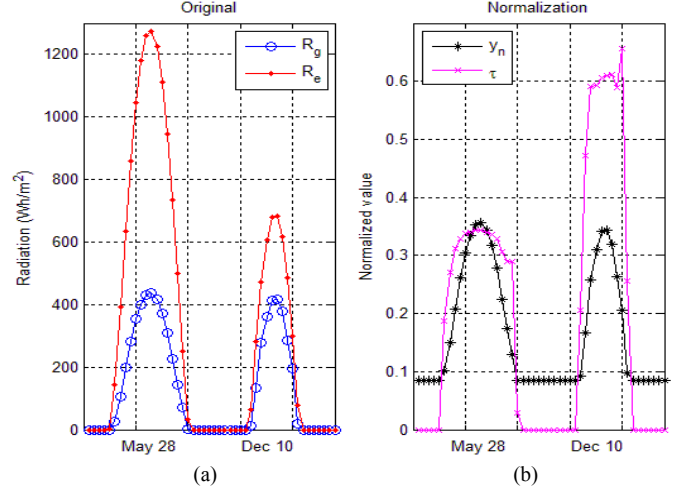 Original
Radiation (Wh/m²)
1200
1000
800
600
400
200
0
R_g
R_e
May 28
Dec 10
(a)
Normalization
Normalized value
0.6
0.5
0.4
0.3
0.2
0.1
0
y_n
τ
May 28
Dec 10
(b)